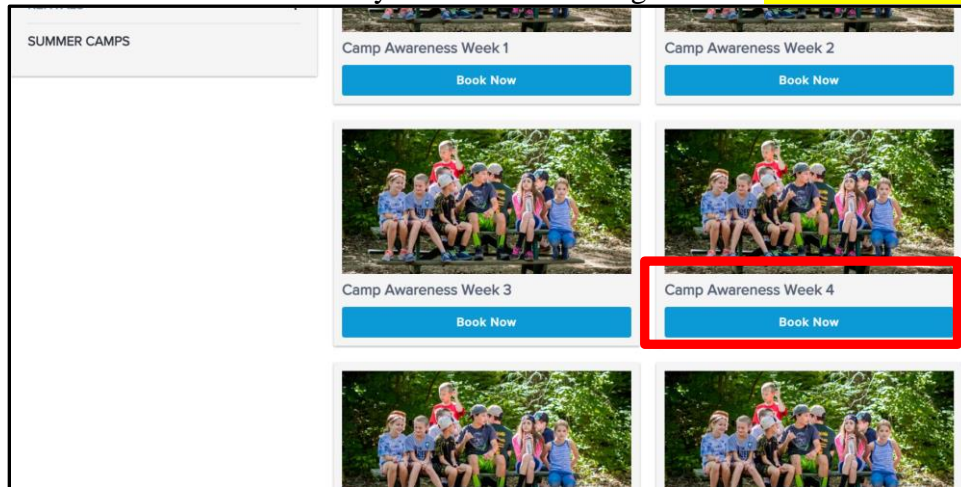 SUMMER CAMPS
Camp Awareness Week 1
Camp Awareness Week 2
Book Now
Book Now
Camp Awareness Week 3
Camp Awareness Week 4
Book Now
Book Now